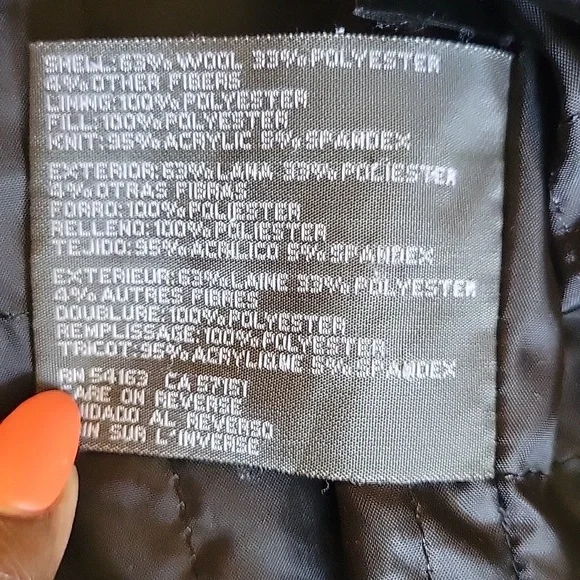 SHELL: 63% WOOL 33% POLYESTER
4% OTHER FIBERS
LINING: 100% POLYESTER
FILL: 100% POLYESTER
KNIT: 95% ACRYLIC 5% SPANDEX
EXTERIOR: 63% LANA 33% POLIESTER
4% OTRAS FIBRAS
FORRO: 100% POLIESTER
RELLENO: 100% POLIESTER
TEJIDO: 95% ACRILICO 5% SPANDEX
EXTERIEUR: 63% LAINE 33% POLYESTER
4% AUTRES FIBRES
DOUBLURE: 100% POLYESTER
REMPLISSAGE: 100% POLYESTER
TRICOT: 95% ACRYLIQUE 5% SPANDEX
RN 54163 CA 57151
CARE ON REVERSE
UIDADO AL REVERSO
IN SUR L'INVERSE